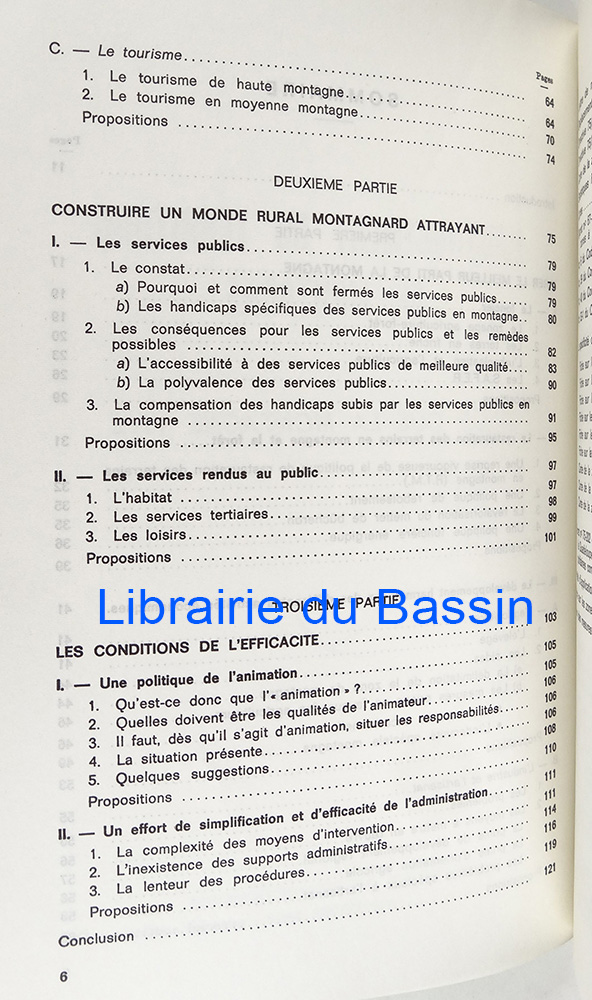 Pages
C. — Le tourisme
1. Le tourisme de haute montagne 64
2. Le tourisme en moyenne montagne 64
Propositions 70
74
DEUXIEME PARTIE
CONSTRUIRE UN MONDE RURAL MONTAGNARD ATTRAYANT 75
I. — Les services publics 79
1. Le constat 79
a) Pourquoi et comment sont fermés les services publics 79
b) Les handicaps spécifiques des services publics en montagne 80
2. Les conséquences pour les services publics et les remèdes
possibles 82
a) L'accessibilité à des services publics de meilleure qualité 83
b) La polyvalence des services publics 90
3. La compensation des handicaps subis par les services publics en
montagne 91
Propositions 95
II. — Les services rendus au public 97
1. L'habitat 97
2. Les services tertiaires 98
3. Les loisirs 99
Propositions 101
Librairie du Bassin
TROISIEME PARTIE
LES CONDITIONS DE L'EFFICACITE 103
I. — Une politique de l'animation 105
1. Qu'est-ce donc que l'« animation » ? 105
2. Quelles doivent être les qualités de l'animateur 106
3. Il faut, dès qu'il s'agit d'animation, situer les responsabilités 106
4. La situation présente 108
5. Quelques suggestions 110
Propositions 111
II. — Un effort de simplification et d'efficacité de l'administration 111
1. La complexité des moyens d'intervention 114
2. L'inexistence des supports administratifs 116
3. La lenteur des procédures 119
Propositions 121
Conclusion
6